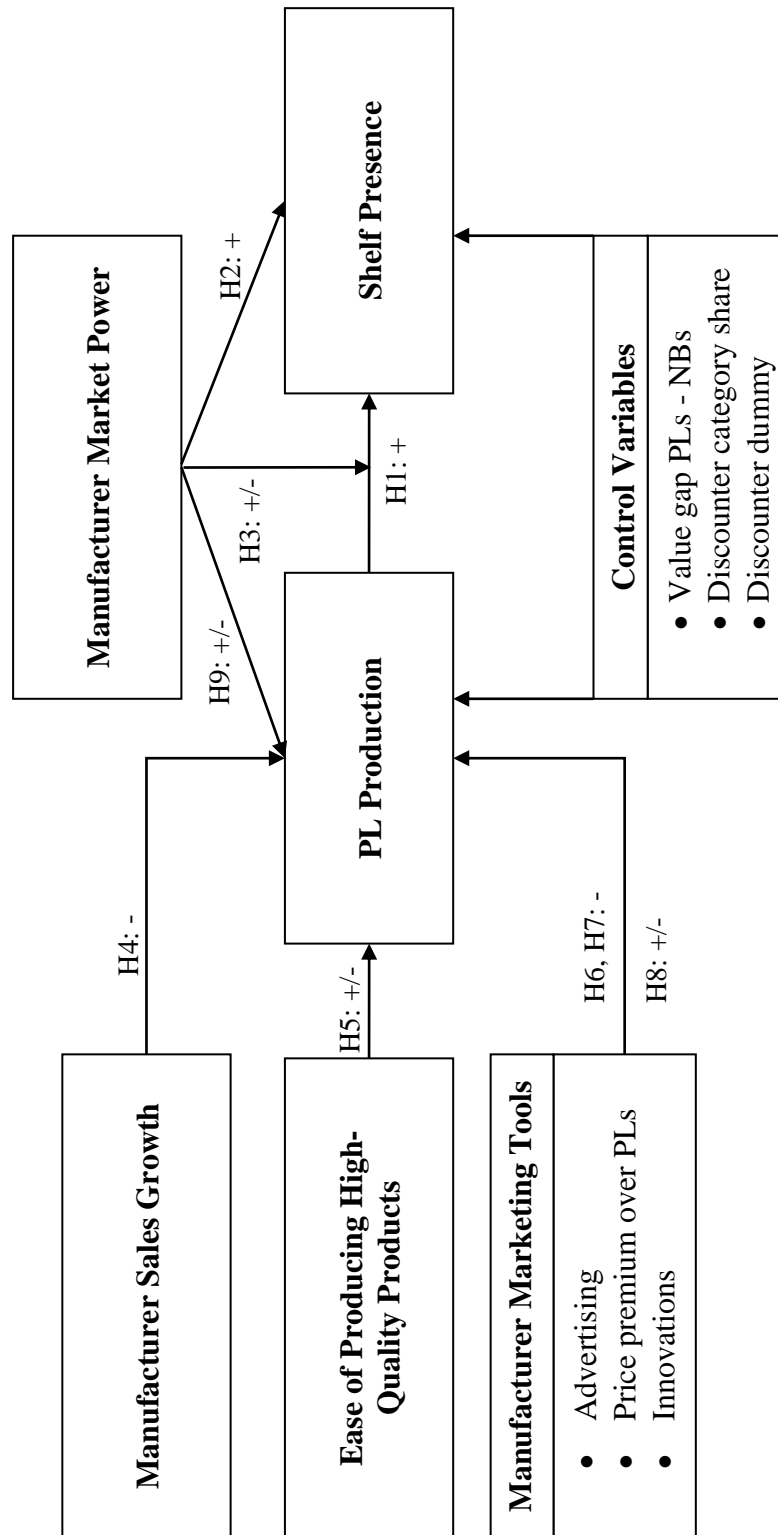 Manufacturer Sales Growth
Ease of Producing High-
Quality Products
Manufacturer Marketing Tools
● Advertising
● Price premium over PLs
● Innovations
H4: -
H5: +/-
H6, H7: -
H8: +/-
PL Production
Manufacturer Market Power
H9: +/-
H3: +/-
H2: +
H1: +
Shelf Presence
Control Variables
● Value gap PLs - NBs
● Discounter category share
● Discounter dummy